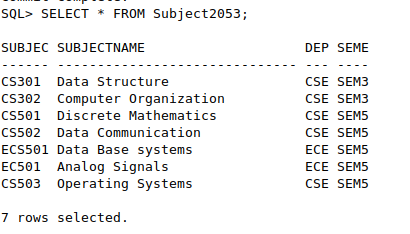 SQL> SELECT * FROM Subject2053;
SUBJEC SUBJECTNAME                    DEP SEME
------ ------------------------------ --- ----
CS301  Data Structure                 CSE SEM3
CS302  Computer Organization          CSE SEM3
CS501  Discrete Mathematics           CSE SEM5
CS502  Data Communication             CSE SEM5
ECS501 Data Base systems              ECE SEM5
EC501  Analog Signals                 ECE SEM5
CS503  Operating Systems              CSE SEM5
7 rows selected.